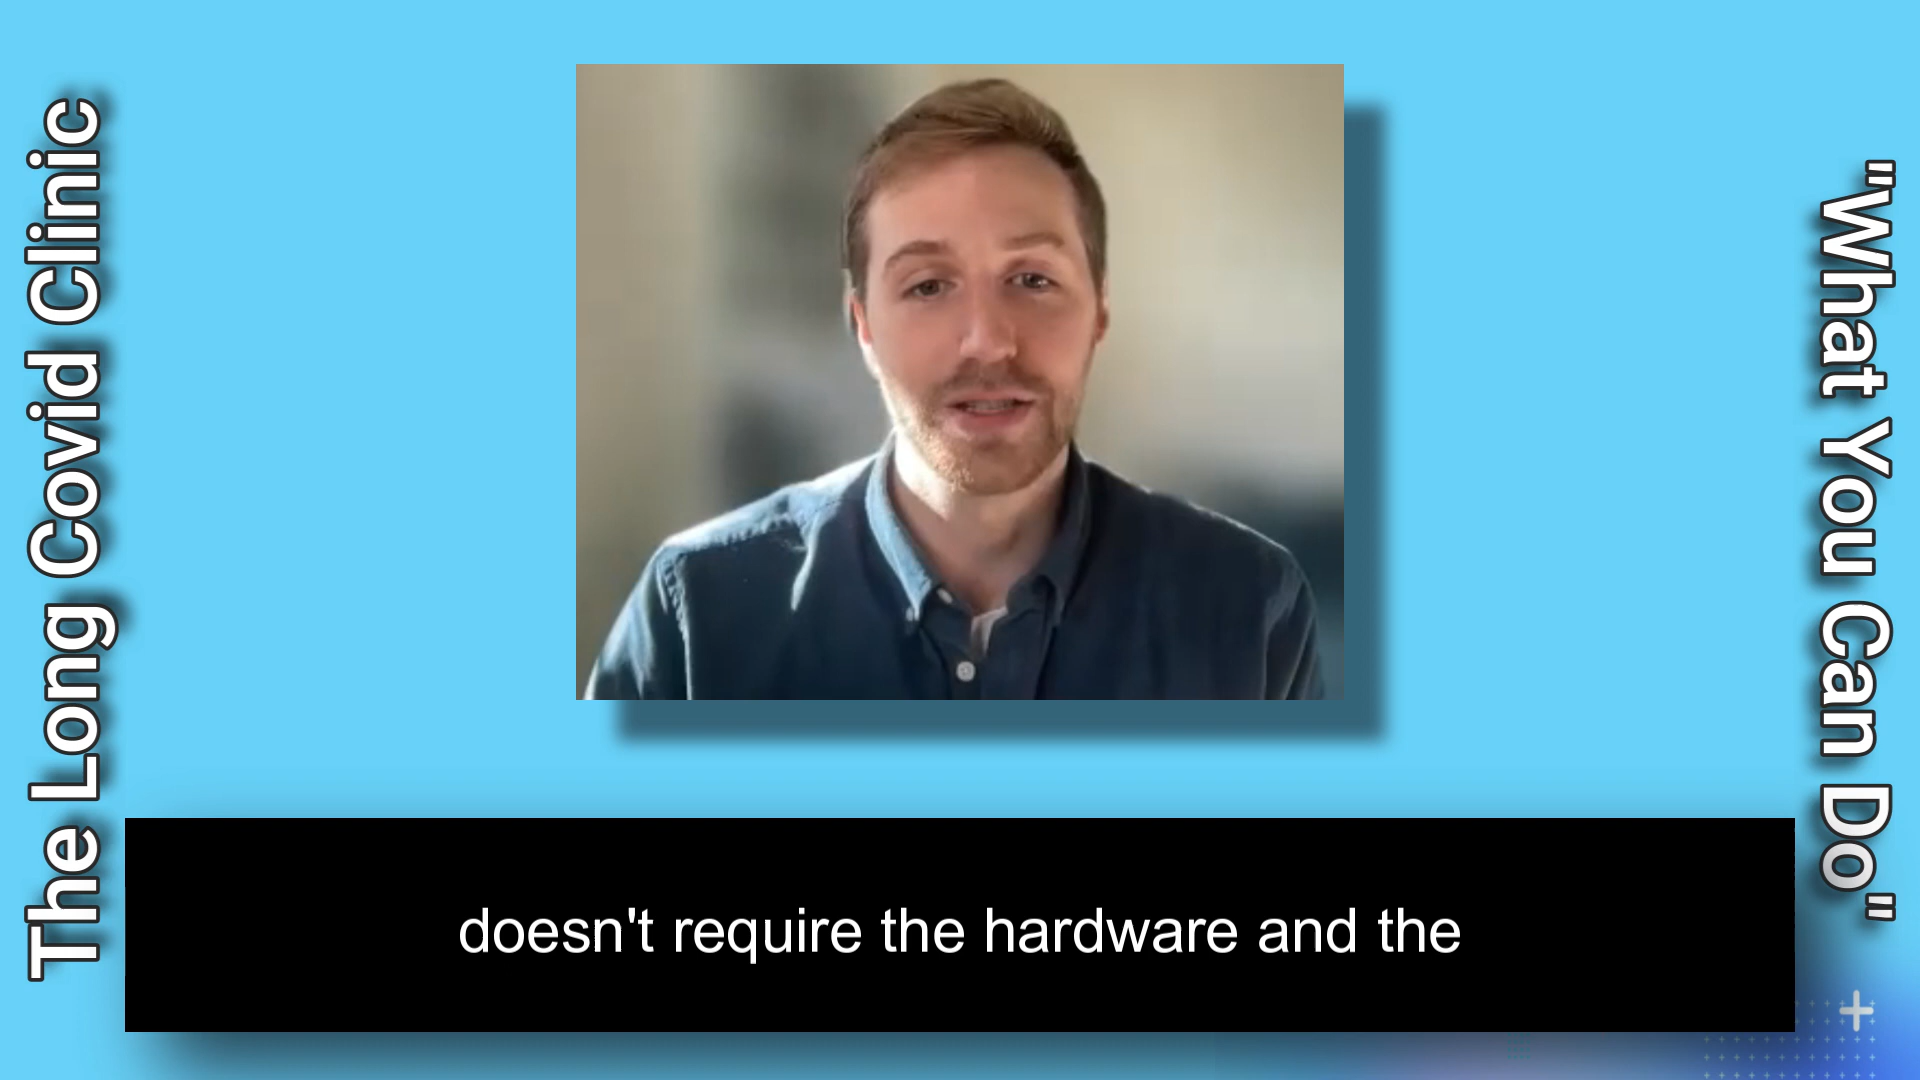 The Long Covid Clinic
"What You Can Do"
doesn't require the hardware and the